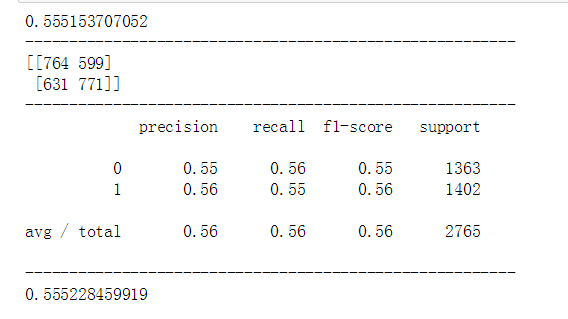 0.555153707052
----------------------------------------------------
[[764 599]
[631 771]]
----------------------------------------------------
precision recall f1-score support
0 0.55 0.56 0.55 1363
1 0.56 0.55 0.56 1402
avg / total 0.56 0.56 0.56 2765
----------------------------------------------------
0.555228459919